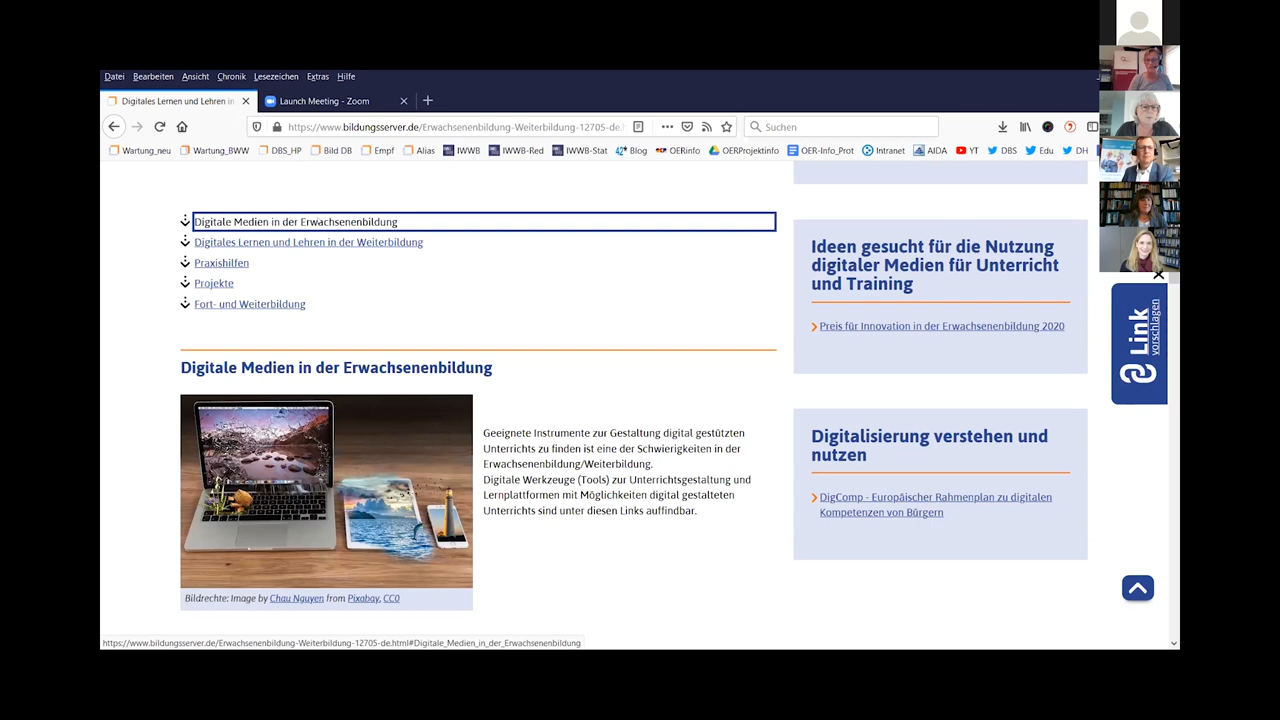 Datei Bearbeiten Ansicht Chronik Lesezeichen Extras Hilfe
Digitales Lernen und Lehren in
Launch Meeting - Zoom
https://www.bildungsserver.de/Erwachsenenbildung-Weiterbildung-12705-de.h
Suchen
Wartung_neu Wartung_BWW DBS_HP Bild DB Empf Alias IWWB IWWB-Red IWWB-Stat Blog OERinfo OERProjektinfo OER-Info_Prot Intranet AIDA YT DBS Edu DH
Digitale Medien in der Erwachsenenbildung
Digitales Lernen und Lehren in der Weiterbildung
Praxishilfen
Projekte
Fort- und Weiterbildung
Digitale Medien in der Erwachsenenbildung
Geeignete Instrumente zur Gestaltung digital gestützten
Unterrichts zu finden ist eine der Schwierigkeiten in der
Erwachsenenbildung/Weiterbildung.
Digitale Werkzeuge (Tools) zur Unterrichtsgestaltung und
Lernplattformen mit Möglichkeiten digital gestalteten
Unterrichts sind unter diesen Links auffindbar.
Bildrechte: Image by Chau Nguyen from Pixabay, CC0
Ideen gesucht für die Nutzung
digitaler Medien für Unterricht
und Training
Preis für Innovation in der Erwachsenenbildung 2020
Digitalisierung verstehen und
nutzen
DigComp - Europäischer Rahmenplan zu digitalen
Kompetenzen von Bürgern
Link
vorschlagen
https://www.bildungsserver.de/Erwachsenenbildung-Weiterbildung-12705-de.html#Digitale_Medien_in_der_Erwachsenenbildung